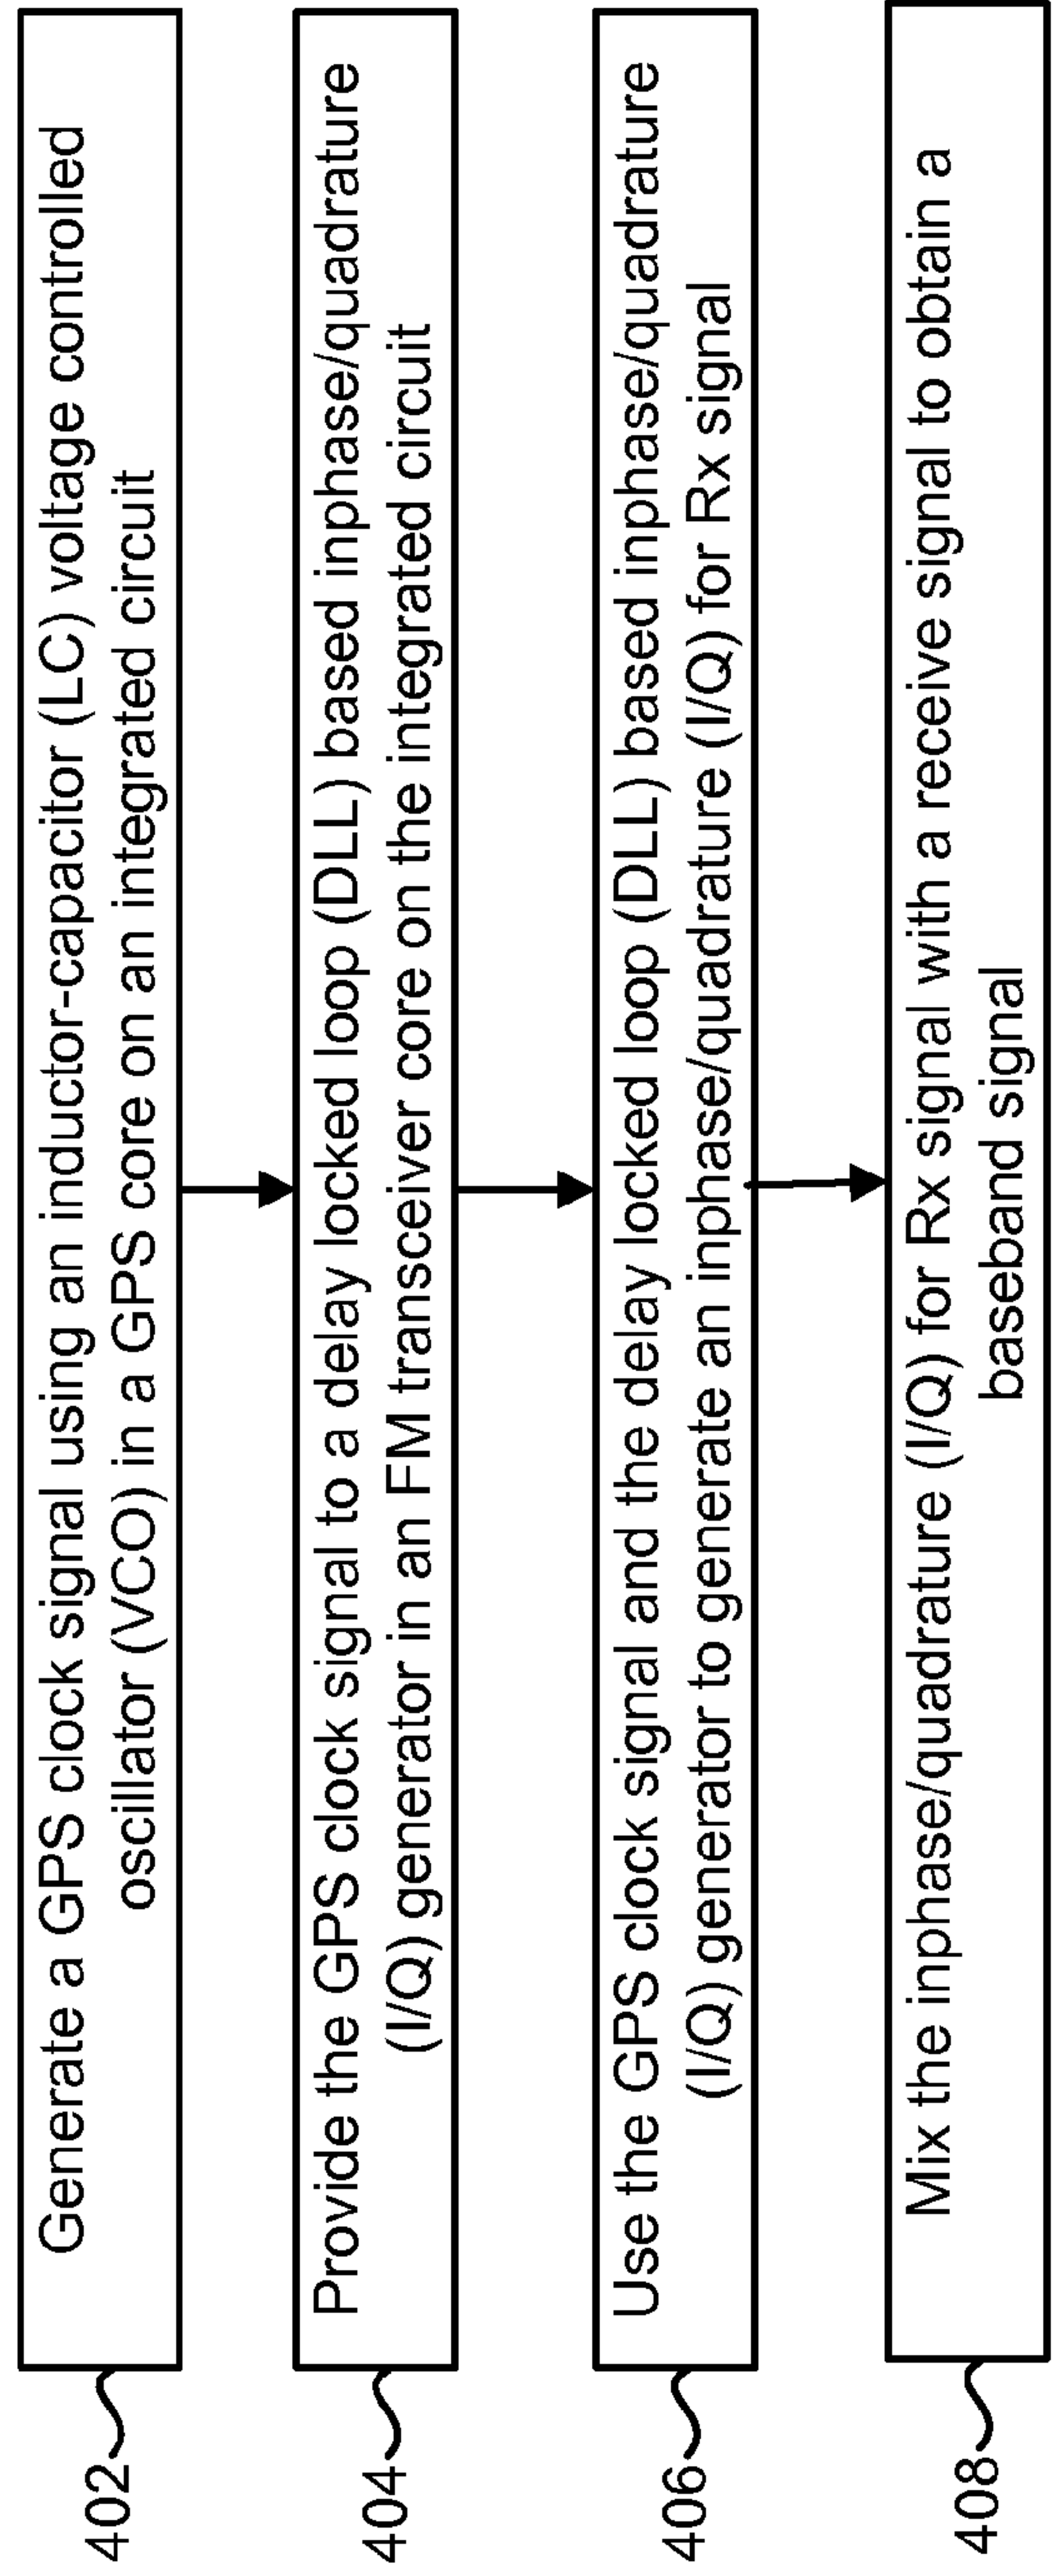 402
Generate a GPS clock signal using an inductor-capacitor (LC) voltage controlled
oscillator (VCO) in a GPS core on an integrated circuit
404
Provide the GPS clock signal to a delay locked loop (DLL) based inphase/quadrature
(I/Q) generator in an FM transceiver core on the integrated circuit
406
Use the GPS clock signal and the delay locked loop (DLL) based inphase/quadrature
(I/Q) generator to generate an inphase/quadrature (I/Q) for Rx signal
408
Mix the inphase/quadrature (I/Q) for Rx signal with a receive signal to obtain a
baseband signal